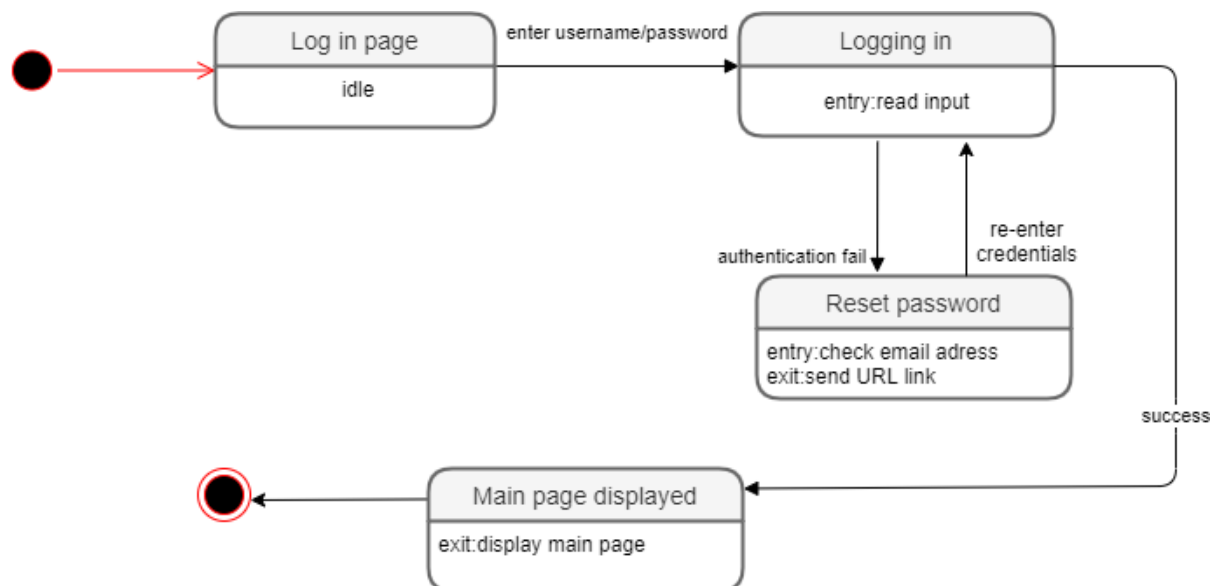 Log in page
idle
enter username/password
Logging in
entry:read input
authentication fail
re-enter
credentials
Reset password
entry:check email adress
exit:send URL link
success
Main page displayed
exit:display main page